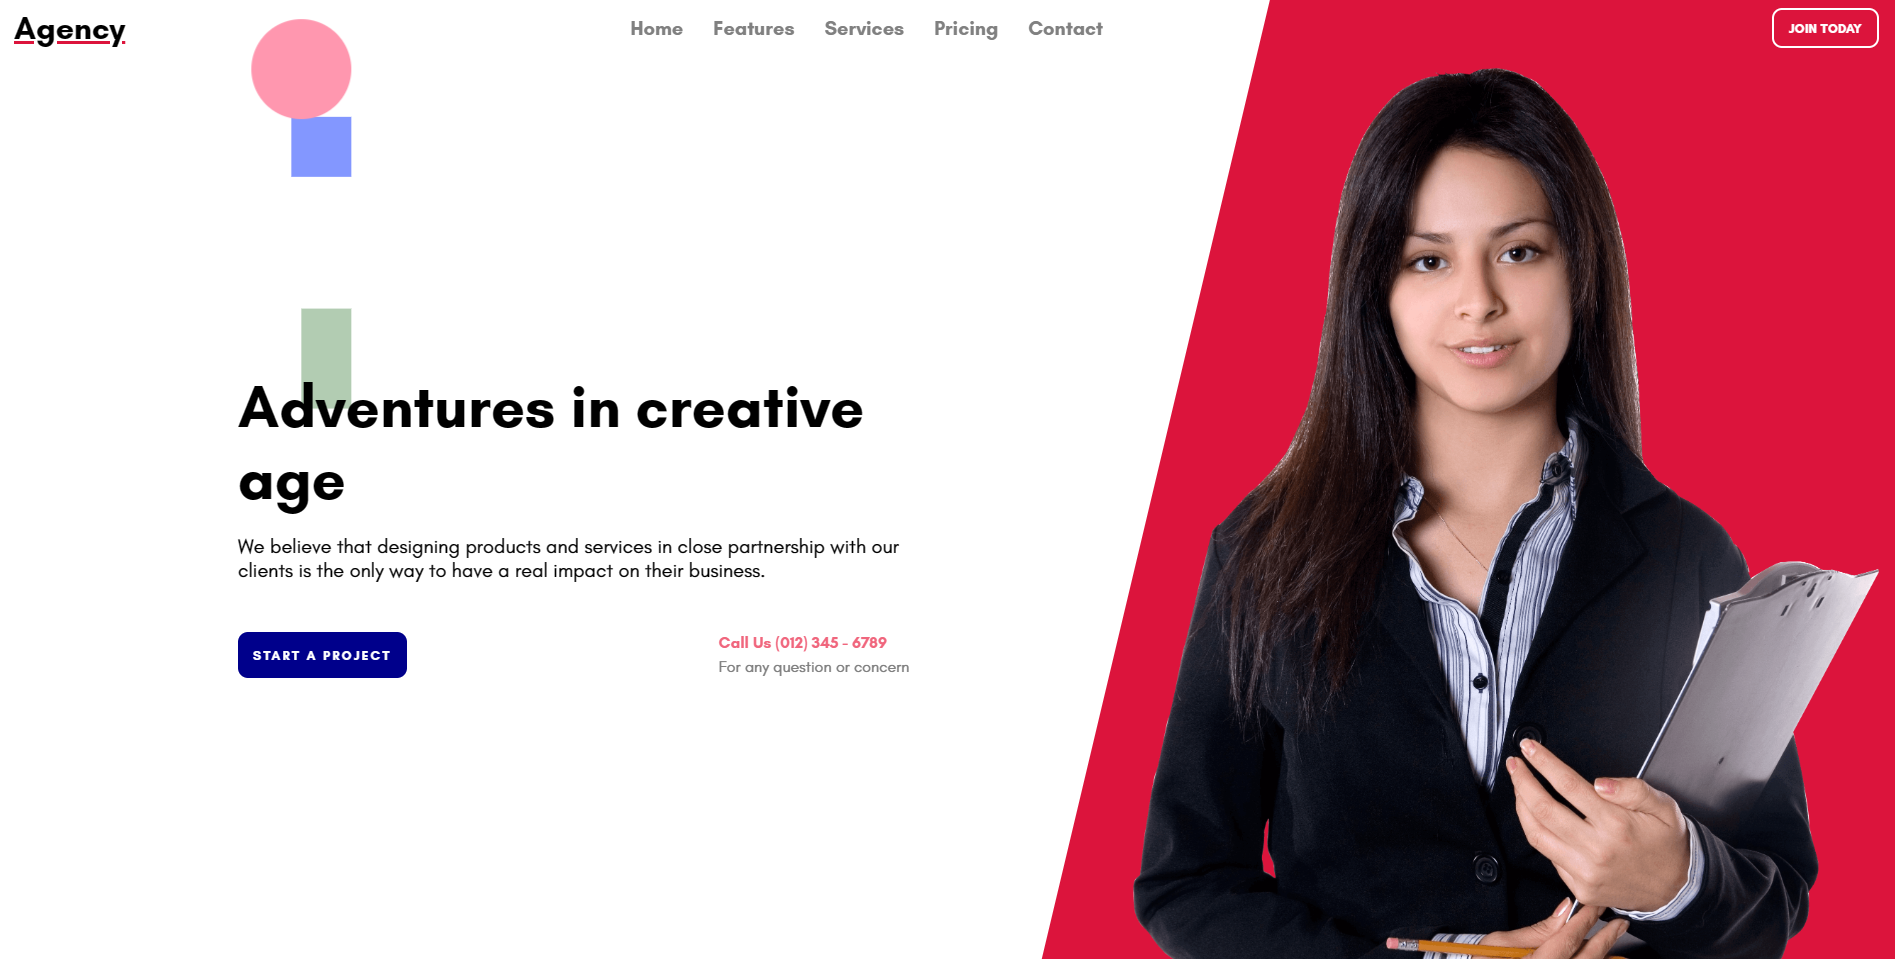 Agency
Home
Features
Services
Pricing
Contact
JOIN TODAY
Adventures in creative
age
We believe that designing products and services in close partnership with our
clients is the only way to have a real impact on their business.
START A PROJECT
Call Us (012) 345 - 6789
For any question or concern